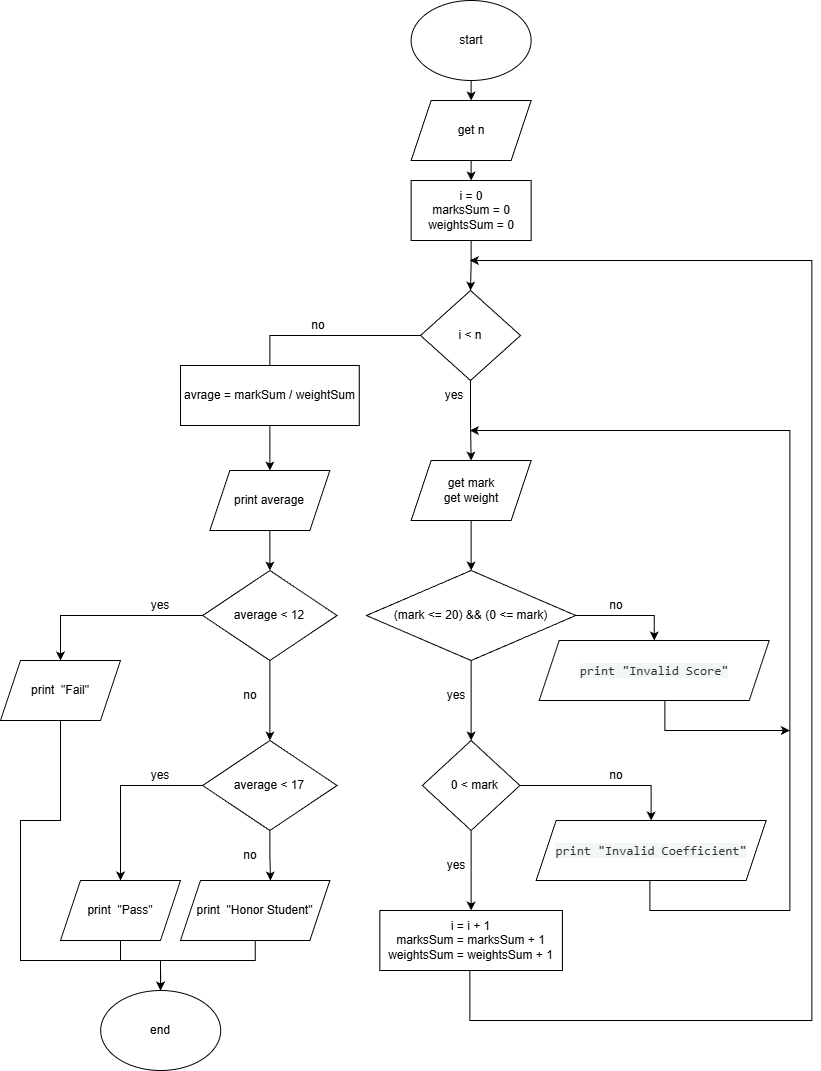 start
get n
i = 0
marksSum = 0
weightsSum = 0
i < n
no
yes
avrage = markSum / weightSum
print average
get mark
get weight
average < 12
yes
no
(mark <= 20) && (0 <= mark)
no
yes
print "Fail"
print "Invalid Score"
average < 17
yes
no
0 < mark
no
yes
print "Invalid Coefficient"
print "Pass"
print "Honor Student"
i = i + 1
marksSum = marksSum + 1
weightsSum = weightsSum + 1
end